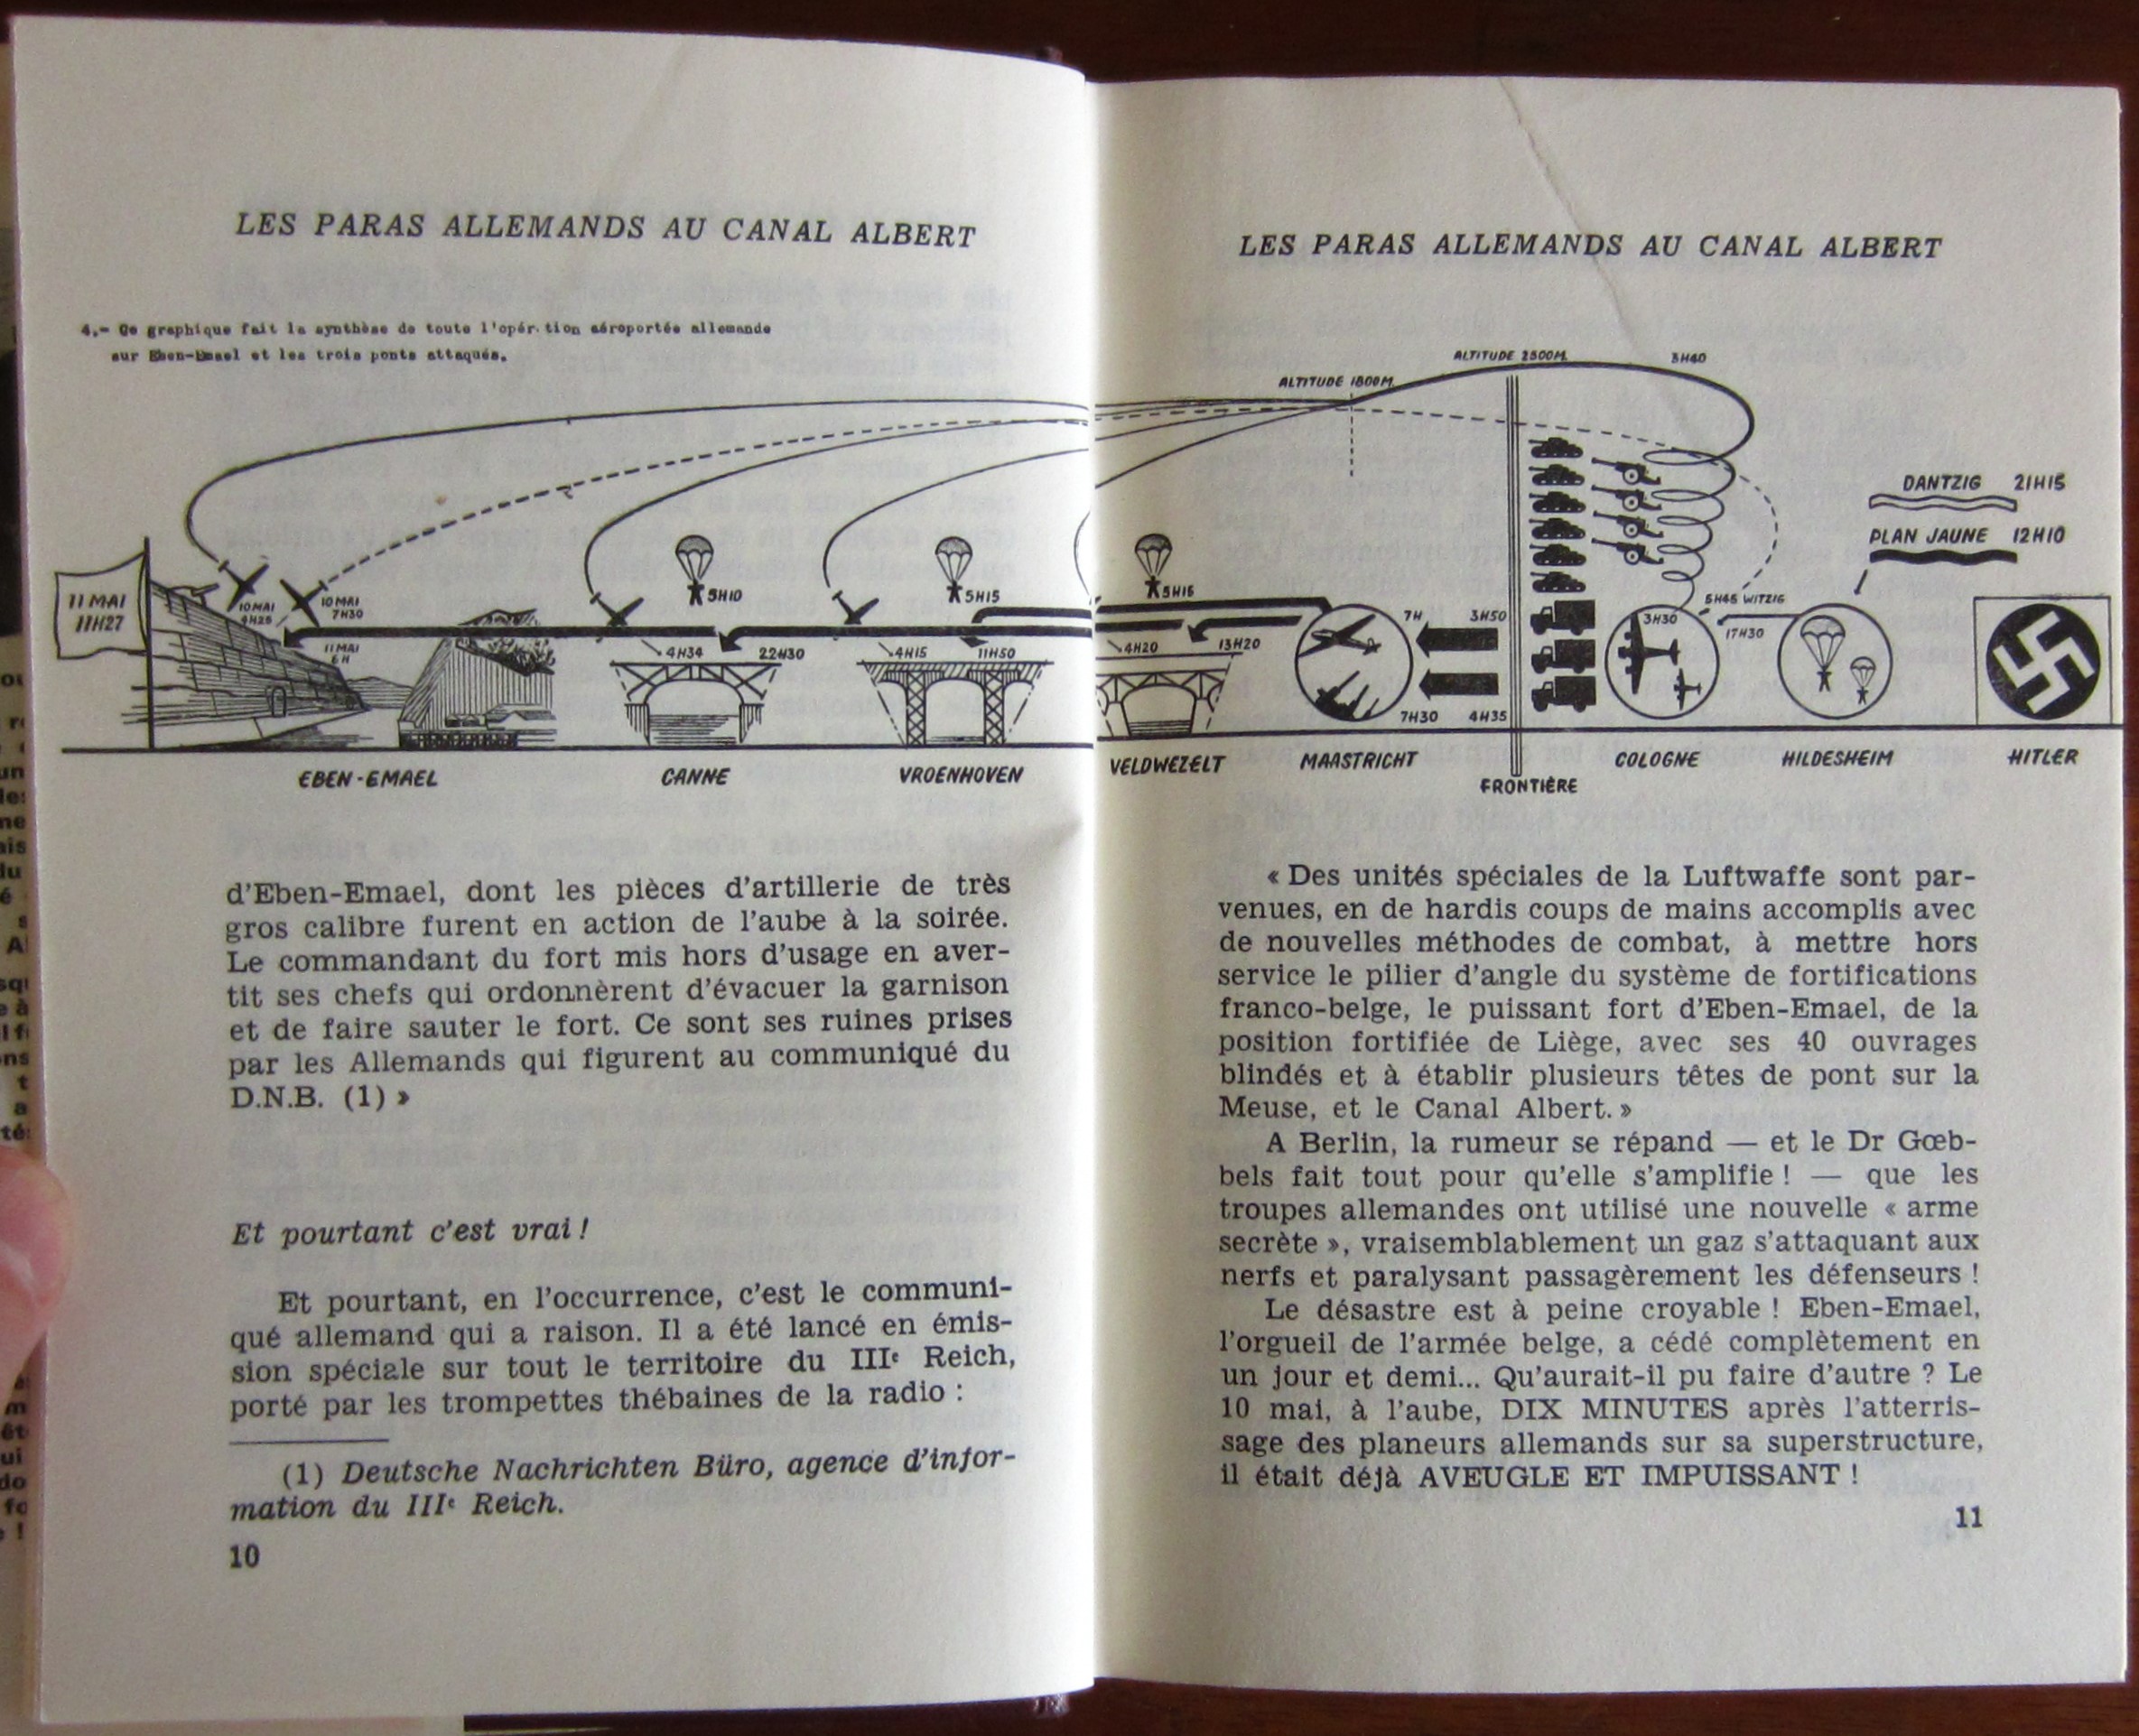 LES PARAS ALLEMANDS AU CANAL ALBERT
4.- Ce graphique fait la synthèse de toute l'opér.tion aéroportée allemande
sur Eben-Emael et les trois ponts attaqués.
11 MAI
11H27
10 MAI
4H25
10 MAI
7H30
11 MAI
6H
5H10
4H34
22H30
5H15
4H15
11H50
EBEN-EMAEL
CANNE
VROENHOVEN
d'Eben-Emael, dont les pièces d'artillerie de très
gros calibre furent en action de l'aube à la soirée.
Le commandant du fort mis hors d'usage en aver-
tit ses chefs qui ordonnèrent d'évacuer la garnison
et de faire sauter le fort. Ce sont ses ruines prises
par les Allemands qui figurent au communiqué du
D.N.B. (1) »
Et pourtant c'est vrai !
Et pourtant, en l'occurrence, c'est le communi-
qué allemand qui a raison. Il a été lancé en émis-
sion spéciale sur tout le territoire du IIIe Reich,
porté par les trompettes thébaines de la radio :
(1) Deutsche Nachrichten Büro, agence d'infor-
mation du IIIe Reich.
10
LES PARAS ALLEMANDS AU CANAL ALBERT
ALTITUDE 2500M.
3H40
ALTITUDE 1800M.
DANTZIG 21H15
PLAN JAUNE 12H10
5H15
4H20
13H20
7H
3H50
7H30
4H35
3H30
5H45 WITZIG
17H30
VELDWEZELT
MAASTRICHT
FRONTIÈRE
COLOGNE
HILDESHEIM
HITLER
« Des unités spéciales de la Luftwaffe sont par-
venues, en de hardis coups de mains accomplis avec
de nouvelles méthodes de combat, à mettre hors
service le pilier d'angle du système de fortifications
franco-belge, le puissant fort d'Eben-Emael, de la
position fortifiée de Liège, avec ses 40 ouvrages
blindés et à établir plusieurs têtes de pont sur la
Meuse, et le Canal Albert. »
A Berlin, la rumeur se répand — et le Dr Gœb-
bels fait tout pour qu'elle s'amplifie ! — que les
troupes allemandes ont utilisé une nouvelle « arme
secrète », vraisemblablement un gaz s'attaquant aux
nerfs et paralysant passagèrement les défenseurs !
Le désastre est à peine croyable ! Eben-Emael,
l'orgueil de l'armée belge, a cédé complètement en
un jour et demi... Qu'aurait-il pu faire d'autre ? Le
10 mai, à l'aube, DIX MINUTES après l'atterris-
sage des planeurs allemands sur sa superstructure,
il était déjà AVEUGLE ET IMPUISSANT !
11